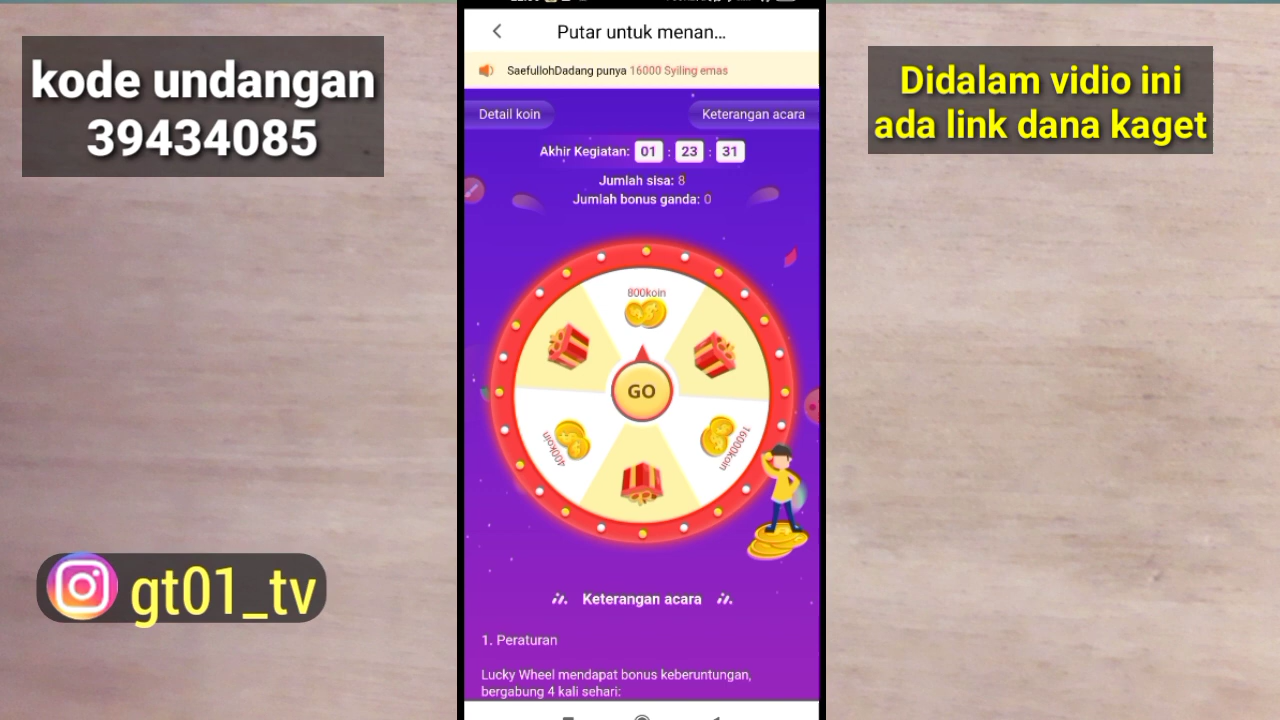 kode undangan
39434085
Didalam vidio ini
ada link dana kaget
gt01_tv
Putar untuk menan...
SaefullohDadang punya 16000 Syiling emas
Detail koin
Keterangan acara
Akhir Kegiatan: 01 : 23 : 31
Jumlah sisa: 8
Jumlah bonus ganda: 0
800koin
GO
400koin
16000koin
Keterangan acara
1. Peraturan
Lucky Wheel mendapat bonus keberuntungan,
bergabung 4 kali sehari: